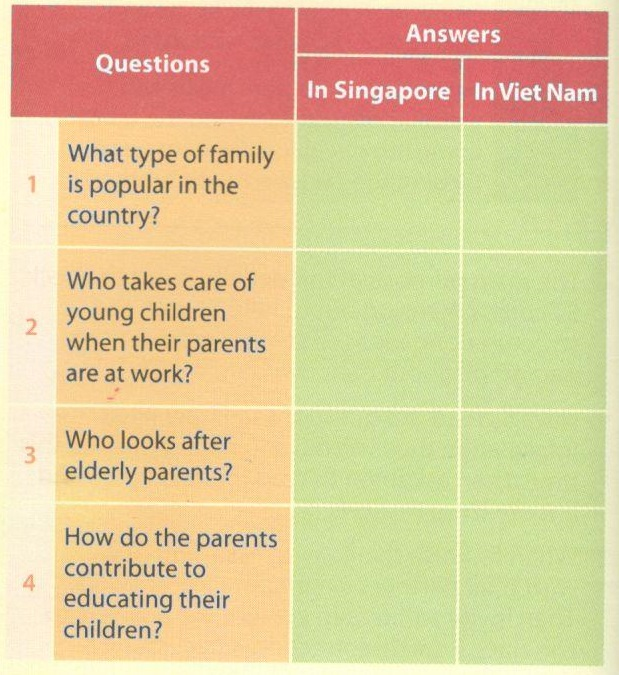 Questions
Answers
In Singapore
In Viet Nam
1
What type of family
is popular in the
country?
2
Who takes care of
young children
when their parents
are at work?
3
Who looks after
elderly parents?
4
How do the parents
contribute to
educating their
children?